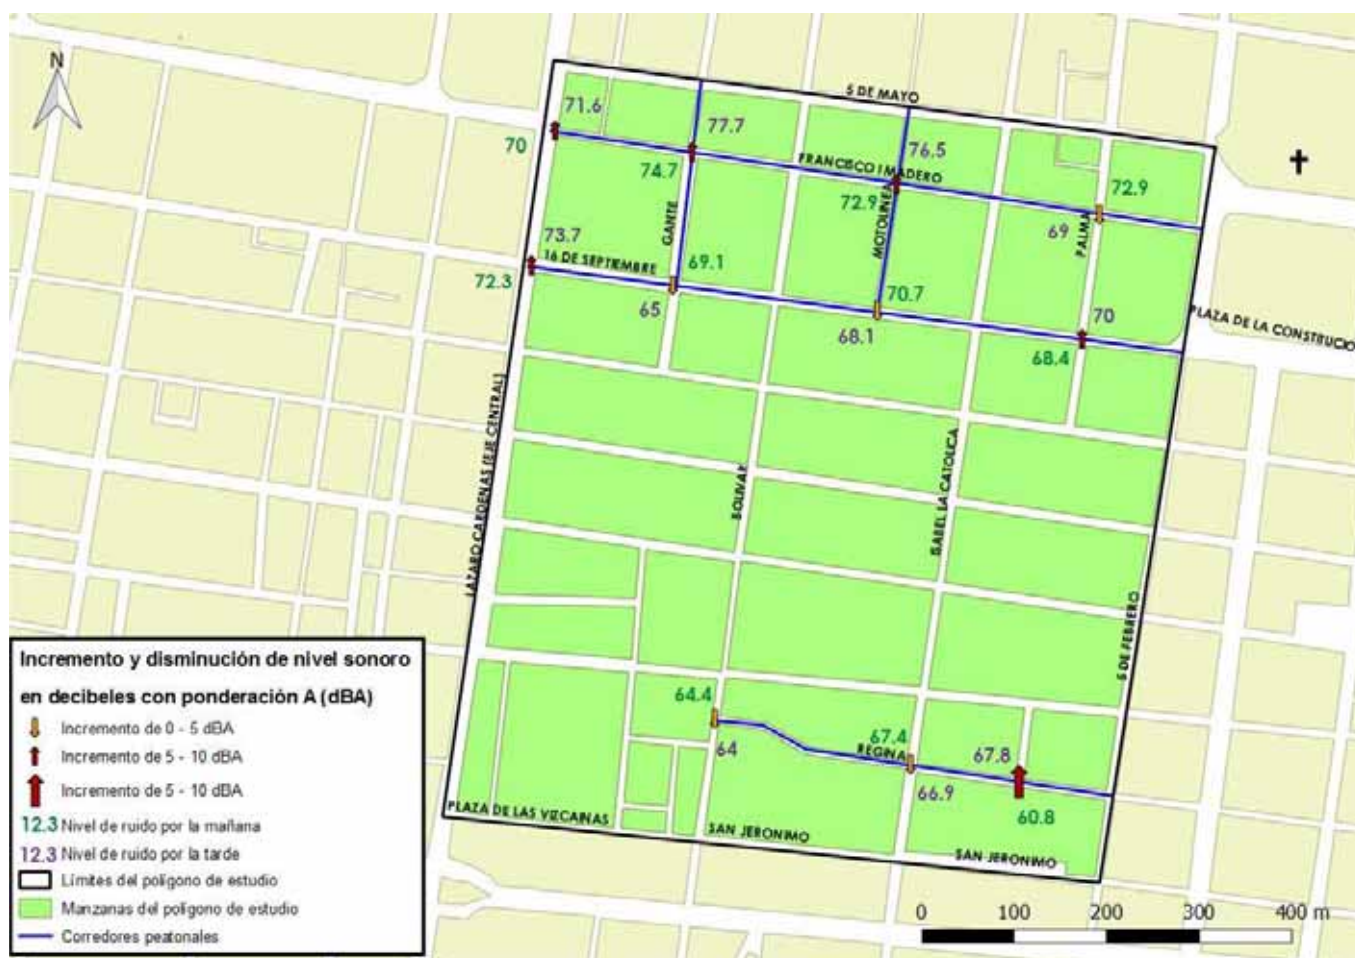 N
5 DE MAYO
71.6
77.7
70
76.5
FRANCISCO I MADERO
74.7
72.9
72.9
MOTOLINEA
GANTE
PALMA
69
73.7
16 DE SEPTIEMBRE
69.1
72.3
70.7
65
70
PLAZA DE LA CONSTRUCIO
68.1
68.4
LAZARO CARDENAS (EJE CENTRAL)
BOLIVAR
ISABEL LA CATOLICA
5 DE FEBRERO
64.4
67.4
64
REGINA
67.8
66.9
60.8
PLAZA DE LAS VIZCAINAS
SAN JERONIMO
SAN JERONIMO
Incremento y disminución de nivel sonoro
en decibeles con ponderación A (dBA)
Incremento de 0 - 5 dBA
Incremento de 5 - 10 dBA
Incremento de 5 - 10 dBA
12.3 Nivel de ruido por la mañana
12.3 Nivel de ruido por la tarde
Límites del polígono de estudio
Manzanas del polígono de estudio
Corredores peatonales
0 100 200 300 400 m